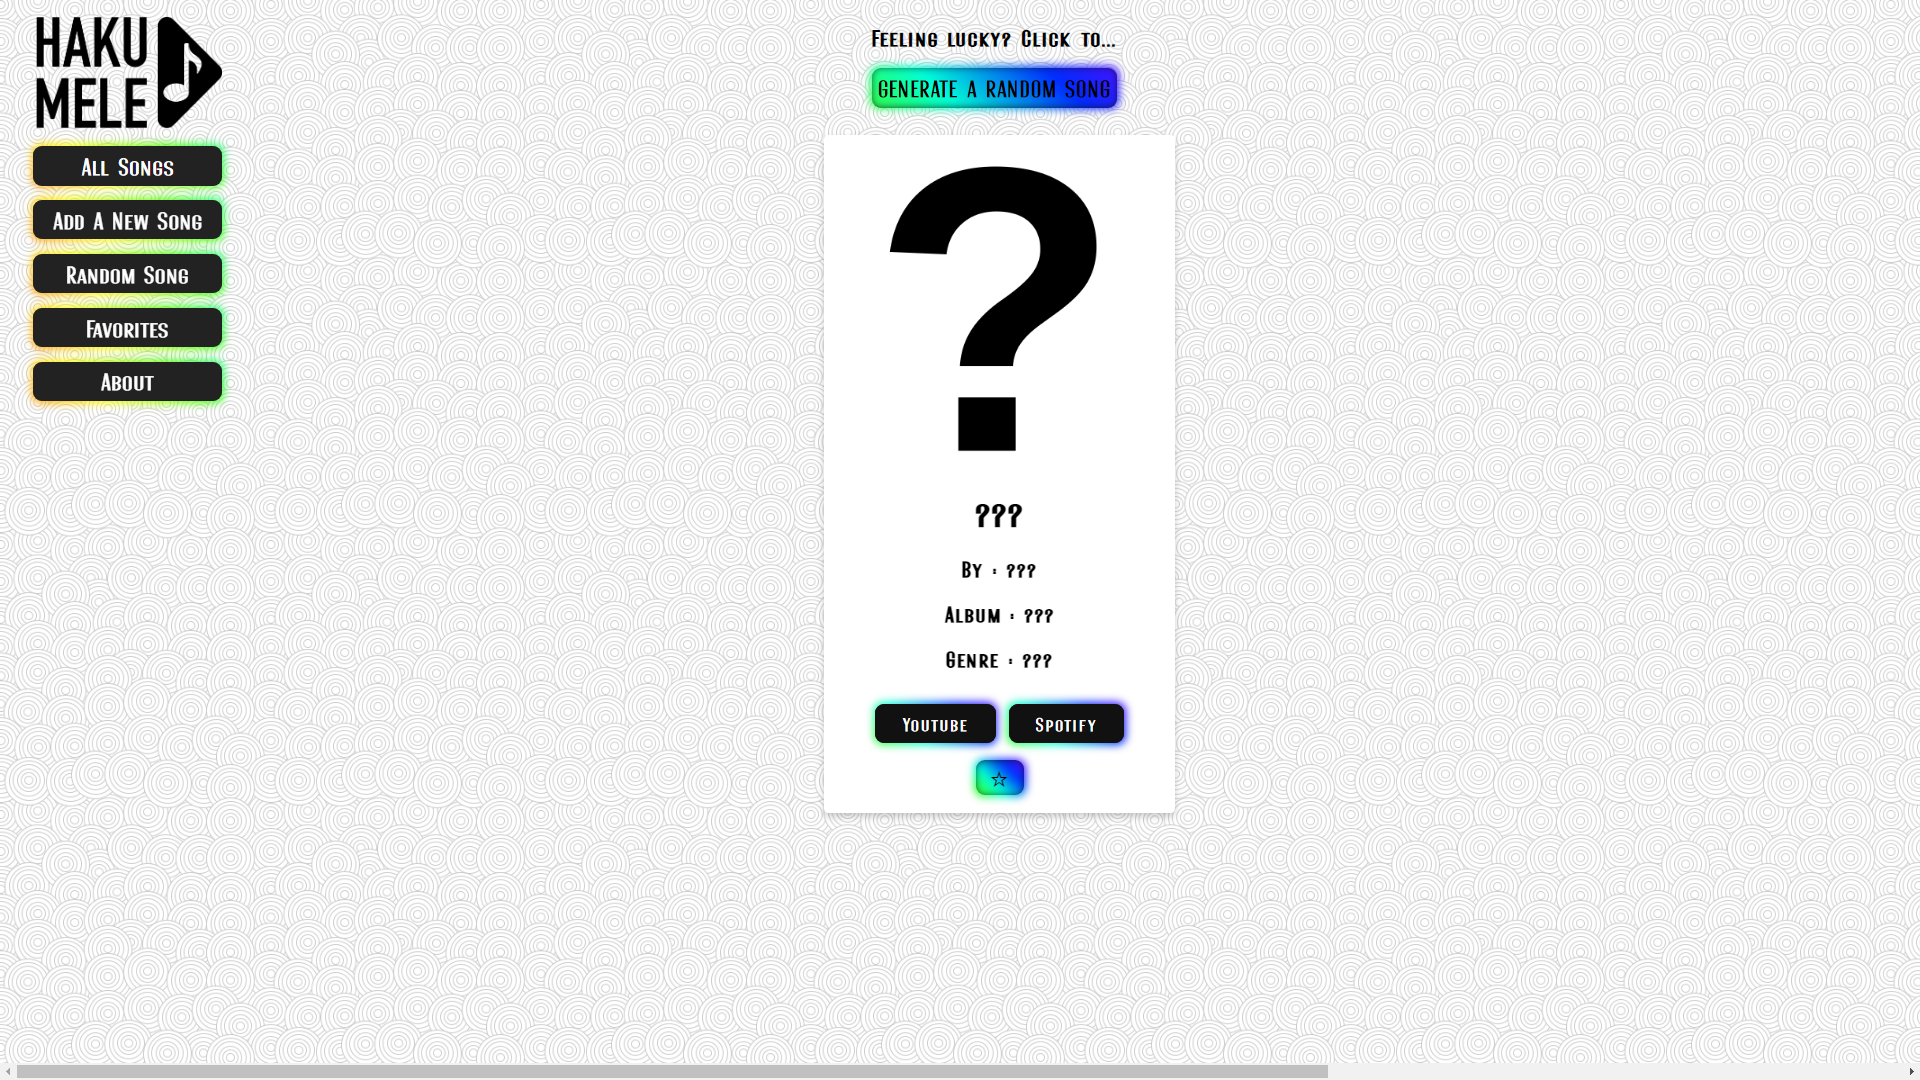 HAKU
MELE
All Songs
Add A New Song
Random Song
Favorites
About
Feeling lucky? Click to...
GENERATE A RANDOM SONG
?
???
By : ???
Album : ???
Genre : ???
Youtube
Spotify
☆